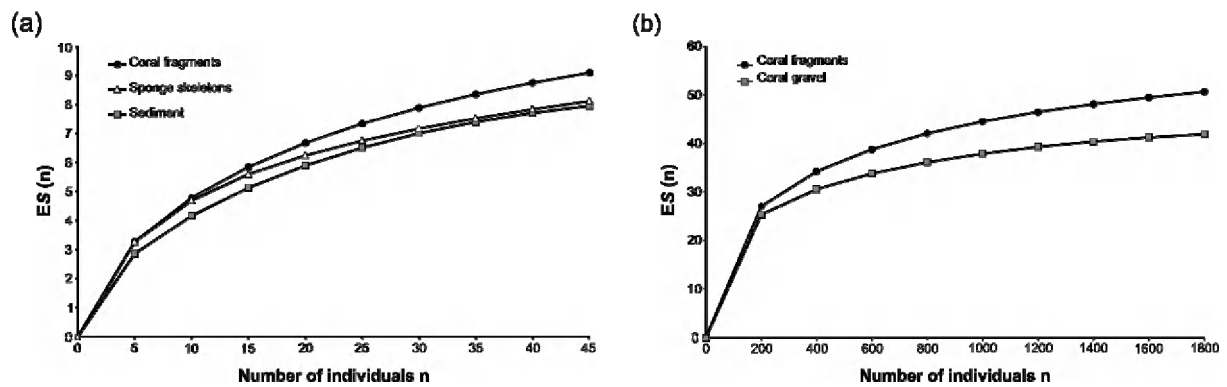 (a)
10
9
8
7
6
5
4
3
2
1
0
ES (n)
Coral fragments
Sponge skeletons
Sediment
0 5 10 15 20 25 30 35 40 45
Number of individuals n
(b)
60
50
40
30
20
10
0
ES (n)
Coral fragments
Coral gravel
0 200 400 600 800 1000 1200 1400 1600 1800
Number of individuals n